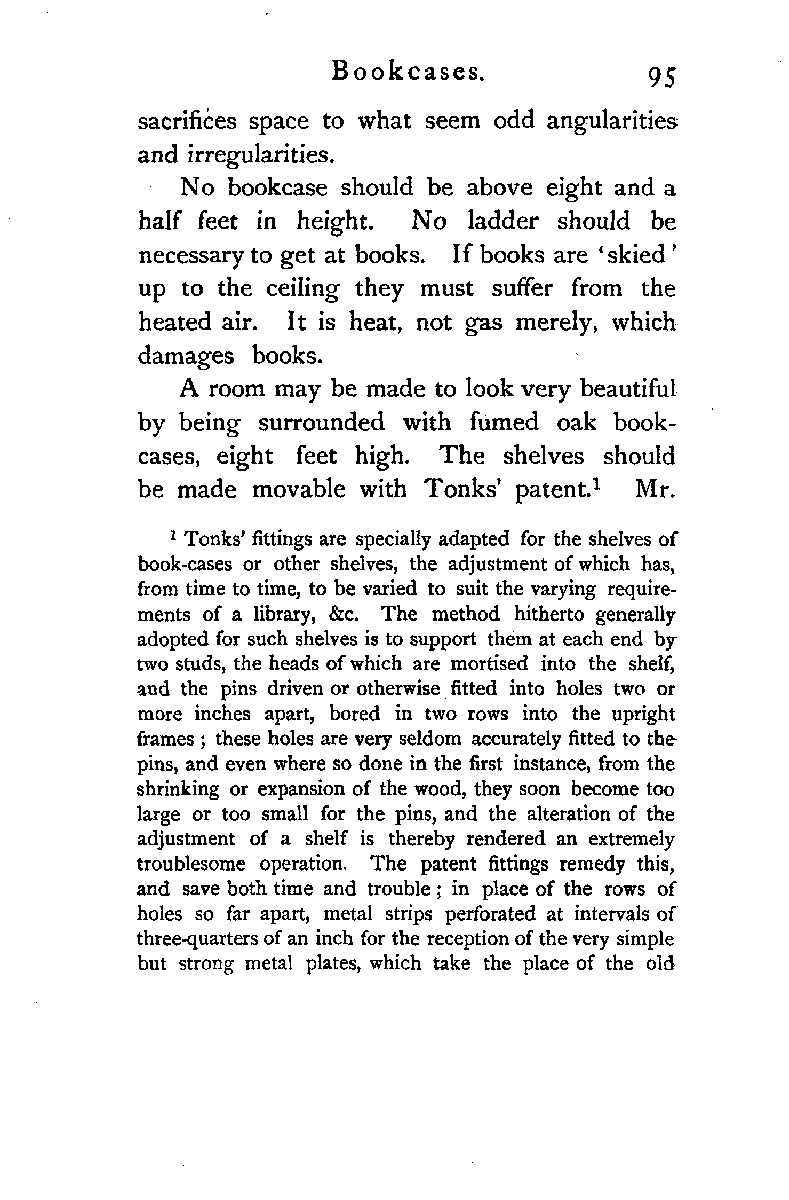 Bookcases. 95
sacrifices space to what seem odd angularities
and irregularities.
No bookcase should be above eight and a
half feet in height. No ladder should be
necessary to get at books. If books are ‘skied’
up to the ceiling they must suffer from the
heated air. It is heat, not gas merely, which
damages books.
A room may be made to look very beautiful
by being surrounded with fumed oak book-
cases, eight feet high. The shelves should
be made movable with Tonks’ patent.¹ Mr.
¹ Tonks’ fittings are specially adapted for the shelves of
book-cases or other shelves, the adjustment of which has,
from time to time, to be varied to suit the varying require-
ments of a library, &c. The method hitherto generally
adopted for such shelves is to support them at each end by
two studs, the heads of which are mortised into the shelf,
and the pins driven or otherwise fitted into holes two or
more inches apart, bored in two rows into the upright
frames ; these holes are very seldom accurately fitted to the
pins, and even where so done in the first instance, from the
shrinking or expansion of the wood, they soon become too
large or too small for the pins, and the alteration of the
adjustment of a shelf is thereby rendered an extremely
troublesome operation. The patent fittings remedy this,
and save both time and trouble ; in place of the rows of
holes so far apart, metal strips perforated at intervals of
three-quarters of an inch for the reception of the very simple
but strong metal plates, which take the place of the old